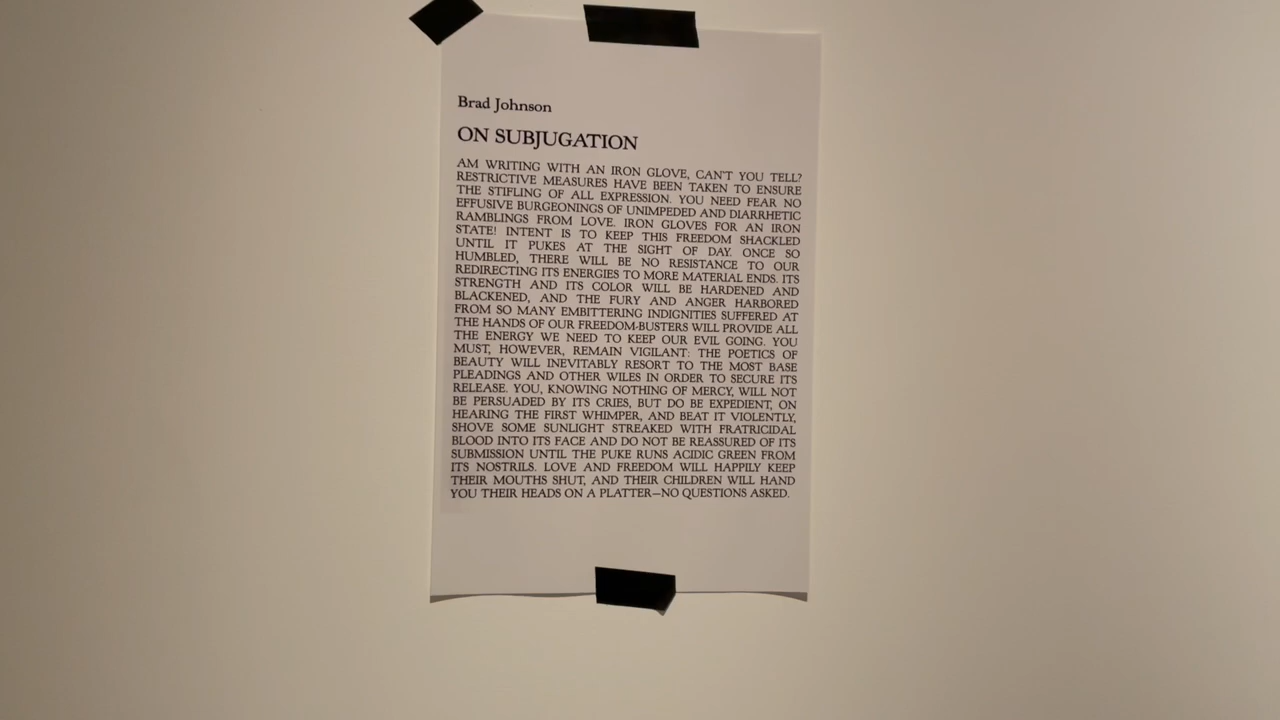 Brad Johnson
ON SUBJUGATION
AM WRITING WITH AN IRON GLOVE, CAN'T YOU TELL?
RESTRICTIVE MEASURES HAVE BEEN TAKEN TO ENSURE
THE STIFLING OF ALL EXPRESSION. YOU NEED FEAR NO
EFFUSIVE BURGEONINGS OF UNIMPEDED AND DIARRHETIC
RAMBLINGS FROM LOVE. IRON GLOVES FOR AN IRON
STATE! INTENT IS TO KEEP THIS FREEDOM SHACKLED
UNTIL IT PUKES AT THE SIGHT OF DAY. ONCE SO
HUMBLED, THERE WILL BE NO RESISTANCE TO OUR
REDIRECTING ITS ENERGIES TO MORE MATERIAL ENDS. ITS
STRENGTH AND ITS COLOR WILL BE HARDENED AND
BLACKENED, AND THE FURY AND ANGER HARBORED
FROM SO MANY EMBITTERING INDIGNITIES SUFFERED AT
THE HANDS OF OUR FREEDOM-BUSTERS WILL PROVIDE ALL
THE ENERGY WE NEED TO KEEP OUR EVIL GOING. YOU
MUST, HOWEVER, REMAIN VIGILANT: THE POETICS OF
BEAUTY WILL INEVITABLY RESORT TO THE MOST BASE
PLEADINGS AND OTHER WILES IN ORDER TO SECURE ITS
RELEASE. YOU, KNOWING NOTHING OF MERCY, WILL NOT
BE PERSUADED BY ITS CRIES, BUT DO BE EXPEDIENT, ON
HEARING THE FIRST WHIMPER, AND BEAT IT VIOLENTLY,
SHOVE SOME SUNLIGHT STREAKED WITH FRATRICIDAL
BLOOD INTO ITS FACE AND DO NOT BE REASSURED OF ITS
SUBMISSION UNTIL THE PUKE RUNS ACIDIC GREEN FROM
ITS NOSTRILS. LOVE AND FREEDOM WILL HAPPILY KEEP
THEIR MOUTHS SHUT, AND THEIR CHILDREN WILL HAND
YOU THEIR HEADS ON A PLATTER—NO QUESTIONS ASKED.